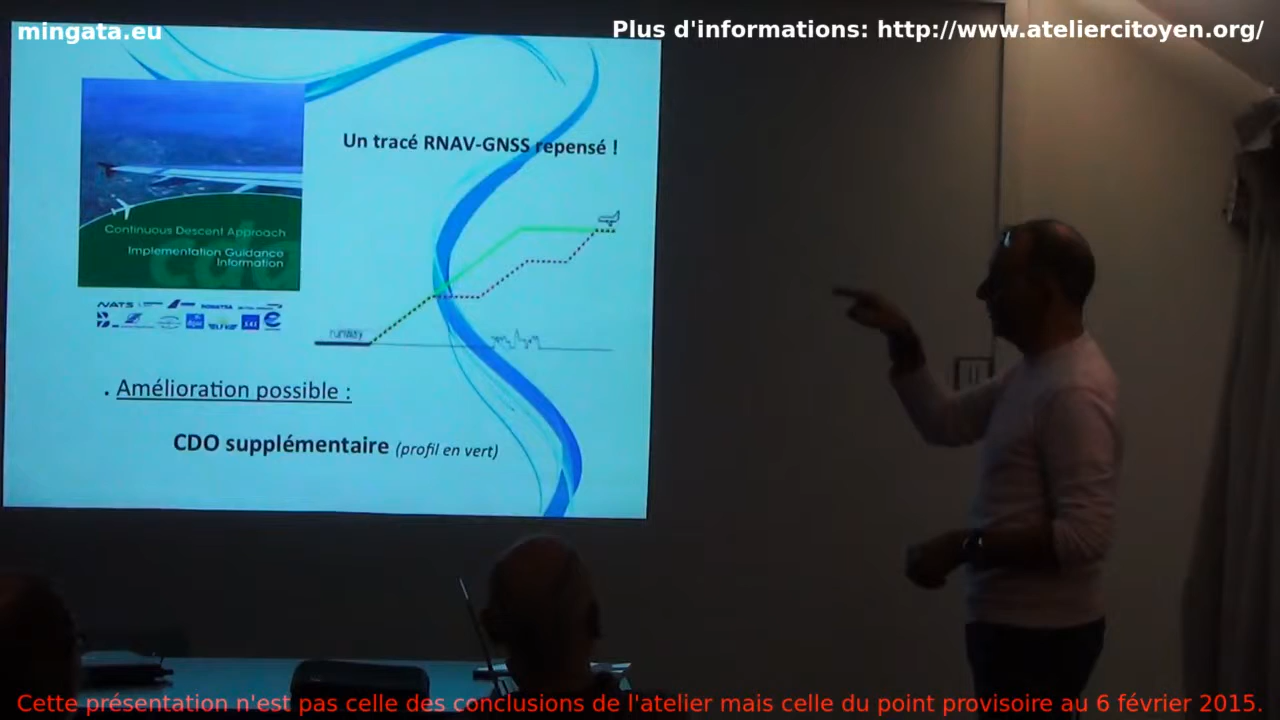 mingata.eu
Plus d'informations: http://www.ateliercitoyen.org/
Un tracé RNAV-GNSS repensé !
Continuous Descent Approach
Implementation Guidance
Information
NATS
runway
. Amélioration possible :
CDO supplémentaire (profil en vert)
Cette présentation n'est pas celle des conclusions de l'atelier mais celle du point provisoire au 6 février 2015.